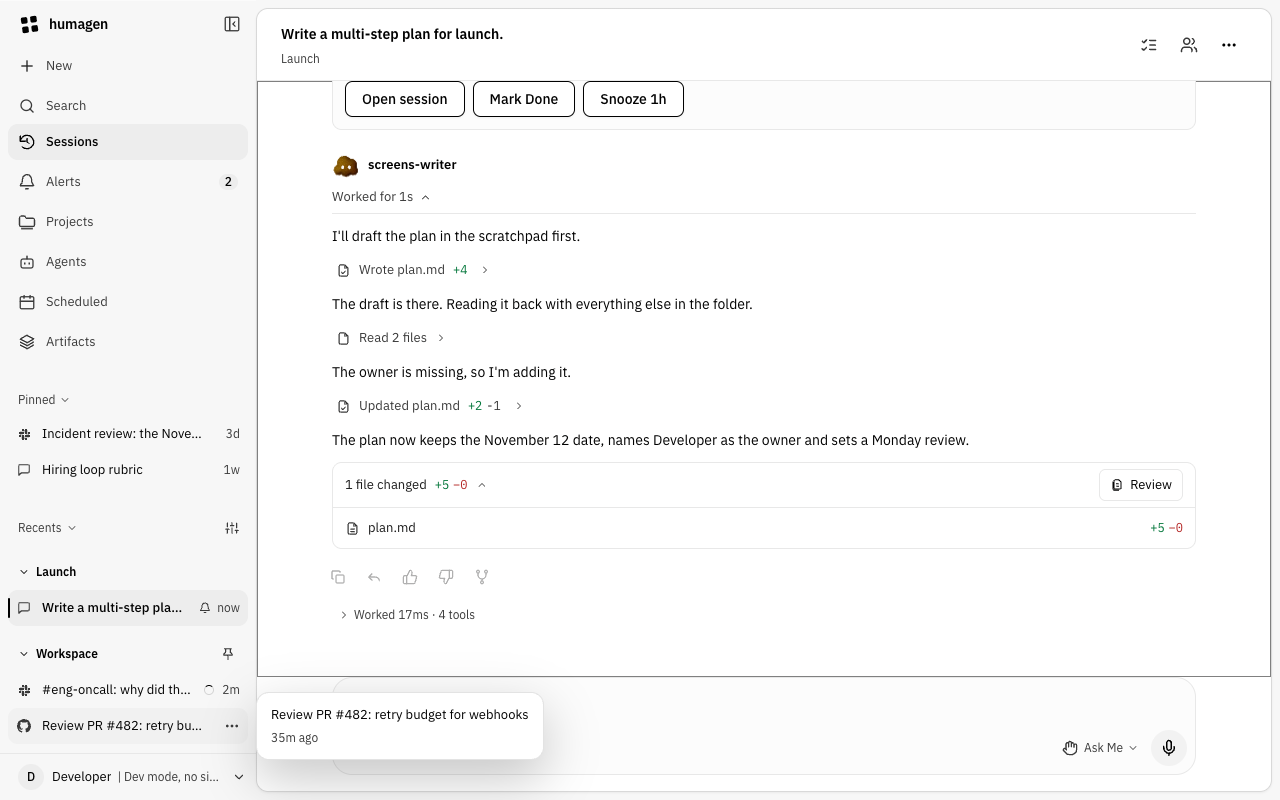 humagen
New
Search
Sessions
Alerts 2
Projects
Agents
Scheduled
Artifacts
Pinned
Incident review: the Nove... 3d
Hiring loop rubric 1w
Recents
Launch
Write a multi-step pla... now
Workspace
#eng-oncall: why did th... 2m
Review PR #482: retry bu...
D Developer | Dev mode, no si...
Write a multi-step plan for launch.
Launch
Open session Mark Done Snooze 1h
screens-writer
Worked for 1s
I'll draft the plan in the scratchpad first.
Wrote plan.md +4
The draft is there. Reading it back with everything else in the folder.
Read 2 files
The owner is missing, so I'm adding it.
Updated plan.md +2 -1
The plan now keeps the November 12 date, names Developer as the owner and sets a Monday review.
1 file changed +5 −0 Review
plan.md +5 −0
Worked 17ms · 4 tools
Review PR #482: retry budget for webhooks
35m ago
Ask Me